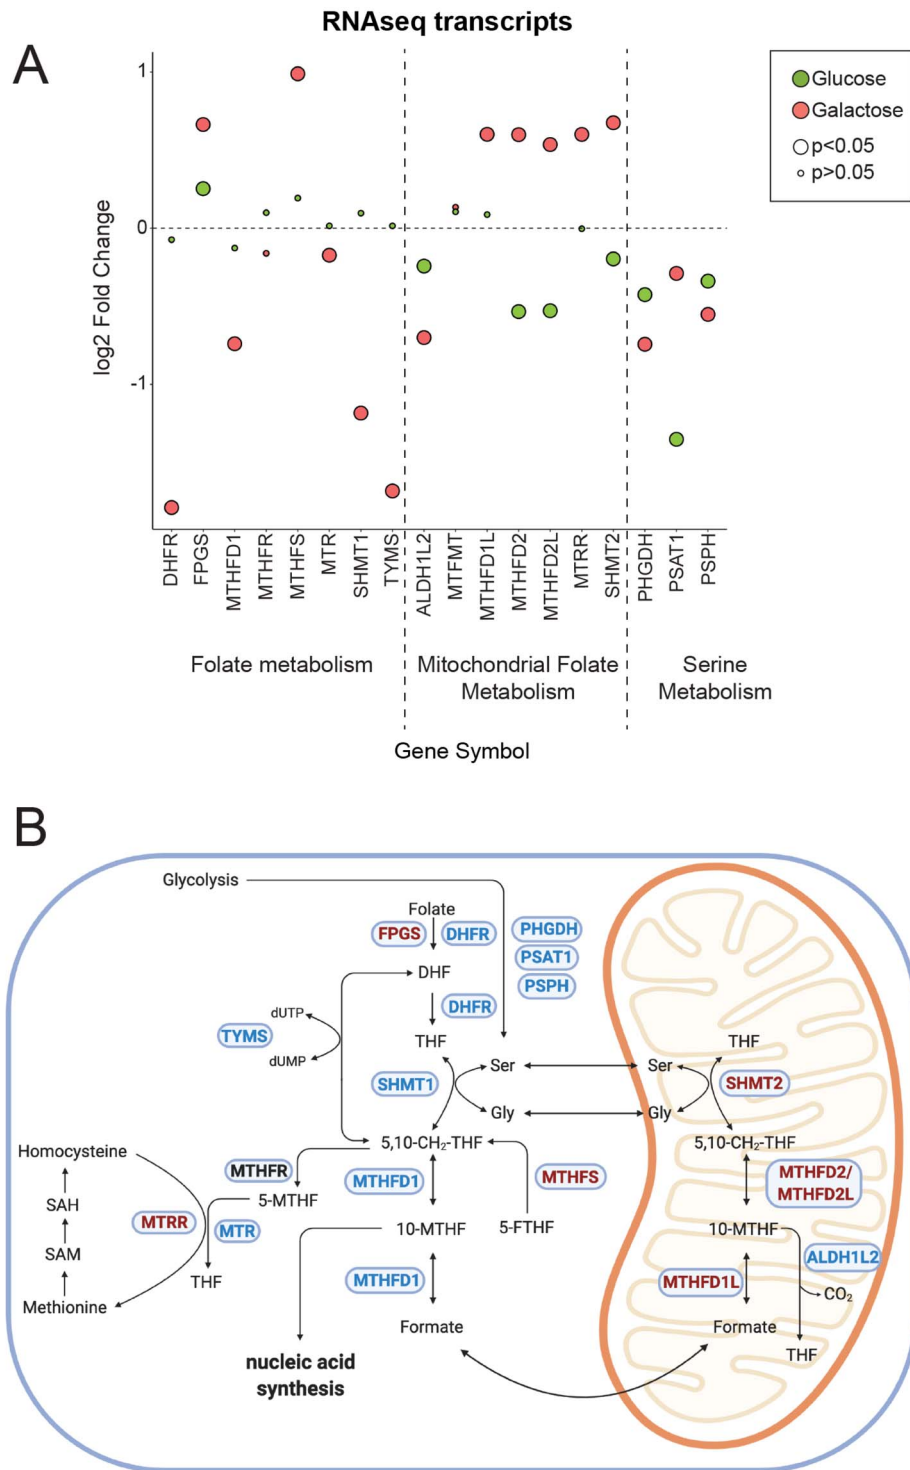 RNAseq transcripts
A
1
0
-1
log2 Fold Change
Glucose
Galactose
p<0.05
p>0.05
DHFR
FPGS
MTHFD1
MTHFR
MTHFS
MTR
SHMT1
TYMS
ALDH1L2
MTFMT
MTHFD1L
MTHFD2
MTHFD2L
MTRR
SHMT2
PHGDH
PSAT1
PSPH
Folate metabolism
Mitochondrial Folate
Metabolism
Serine
Metabolism
Gene Symbol
B
Glycolysis
Folate
FPGS
DHFR
PHGDH
PSAT1
PSPH
DHF
DHFR
dUTP
TYMS
dUMP
THF
THF
Ser
Ser
SHMT1
SHMT2
Gly
Gly
5,10-CH₂-THF
5,10-CH₂-THF
Homocysteine
MTHFR
MTHFD1
MTHFS
MTHFD2/
MTHFD2L
SAH
5-MTHF
MTRR
MTR
10-MTHF
5-FTHF
10-MTHF
SAM
ALDH1L2
THF
MTHFD1
MTHFD1L
CO₂
Methionine
Formate
Formate
THF
nucleic acid
synthesis